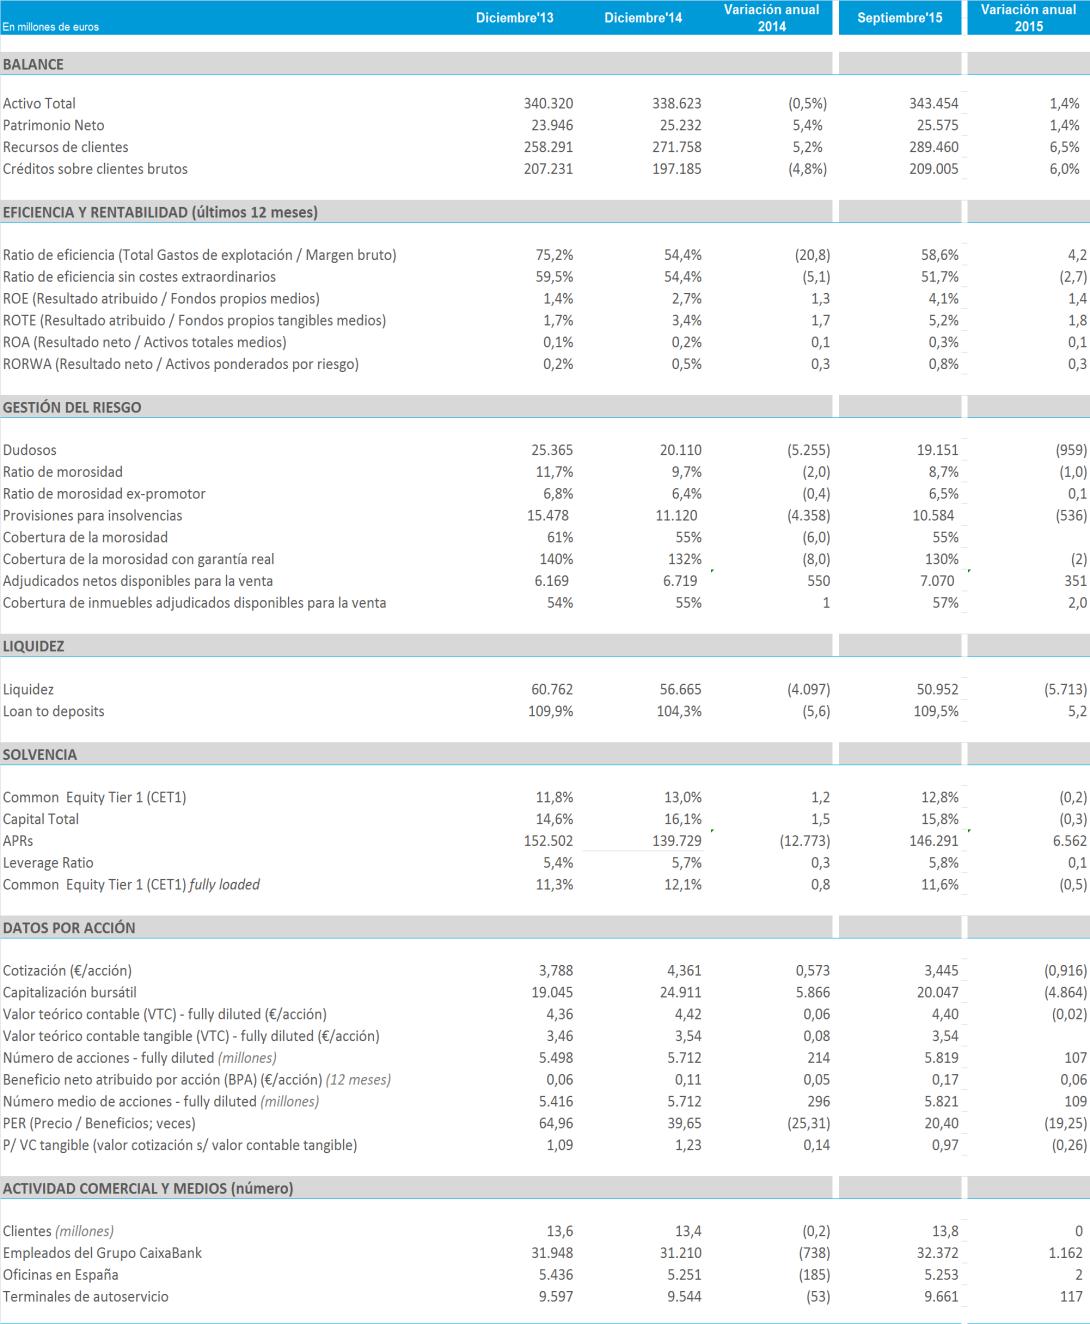 En millones de euros Diciembre'13 Diciembre'14 Variación anual 2014 Septiembre'15 Variación anual 2015
BALANCE
Activo Total 340.320 338.623 (0,5%) 343.454 1,4%
Patrimonio Neto 23.946 25.232 5,4% 25.575 1,4%
Recursos de clientes 258.291 271.758 5,2% 289.460 6,5%
Créditos sobre clientes brutos 207.231 197.185 (4,8%) 209.005 6,0%
EFICIENCIA Y RENTABILIDAD (últimos 12 meses)
Ratio de eficiencia (Total Gastos de explotación / Margen bruto) 75,2% 54,4% (20,8) 58,6% 4,2
Ratio de eficiencia sin costes extraordinarios 59,5% 54,4% (5,1) 51,7% (2,7)
ROE (Resultado atribuido / Fondos propios medios) 1,4% 2,7% 1,3 4,1% 1,4
ROTE (Resultado atribuido / Fondos propios tangibles medios) 1,7% 3,4% 1,7 5,2% 1,8
ROA (Resultado neto / Activos totales medios) 0,1% 0,2% 0,1 0,3% 0,1
RORWA (Resultado neto / Activos ponderados por riesgo) 0,2% 0,5% 0,3 0,8% 0,3
GESTIÓN DEL RIESGO
Dudosos 25.365 20.110 (5.255) 19.151 (959)
Ratio de morosidad 11,7% 9,7% (2,0) 8,7% (1,0)
Ratio de morosidad ex-promotor 6,8% 6,4% (0,4) 6,5% 0,1
Provisiones para insolvencias 15.478 11.120 (4.358) 10.584 (536)
Cobertura de la morosidad 61% 55% (6,0) 55%
Cobertura de la morosidad con garantía real 140% 132% (8,0) 130% (2)
Adjudicados netos disponibles para la venta 6.169 6.719 550 7.070 351
Cobertura de inmuebles adjudicados disponibles para la venta 54% 55% 1 57% 2,0
LIQUIDEZ
Liquidez 60.762 56.665 (4.097) 50.952 (5.713)
Loan to deposits 109,9% 104,3% (5,6) 109,5% 5,2
SOLVENCIA
Common Equity Tier 1 (CET1) 11,8% 13,0% 1,2 12,8% (0,2)
Capital Total 14,6% 16,1% 1,5 15,8% (0,3)
APRs 152.502 139.729 (12.773) 146.291 6.562
Leverage Ratio 5,4% 5,7% 0,3 5,8% 0,1
Common Equity Tier 1 (CET1) fully loaded 11,3% 12,1% 0,8 11,6% (0,5)
DATOS POR ACCIÓN
Cotización (€/acción) 3,788 4,361 0,573 3,445 (0,916)
Capitalización bursátil 19.045 24.911 5.866 20.047 (4.864)
Valor teórico contable (VTC) - fully diluted (€/acción) 4,36 4,42 0,06 4,40 (0,02)
Valor teórico contable tangible (VTC) - fully diluted (€/acción) 3,46 3,54 0,08 3,54
Número de acciones - fully diluted (millones) 5.498 5.712 214 5.819 107
Beneficio neto atribuido por acción (BPA) (€/acción) (12 meses) 0,06 0,11 0,05 0,17 0,06
Número medio de acciones - fully diluted (millones) 5.416 5.712 296 5.821 109
PER (Precio / Beneficios; veces) 64,96 39,65 (25,31) 20,40 (19,25)
P/ VC tangible (valor cotización s/ valor contable tangible) 1,09 1,23 0,14 0,97 (0,26)
ACTIVIDAD COMERCIAL Y MEDIOS (número)
Clientes (millones) 13,6 13,4 (0,2) 13,8 0
Empleados del Grupo CaixaBank 31.948 31.210 (738) 32.372 1.162
Oficinas en España 5.436 5.251 (185) 5.253 2
Terminales de autoservicio 9.597 9.544 (53) 9.661 117